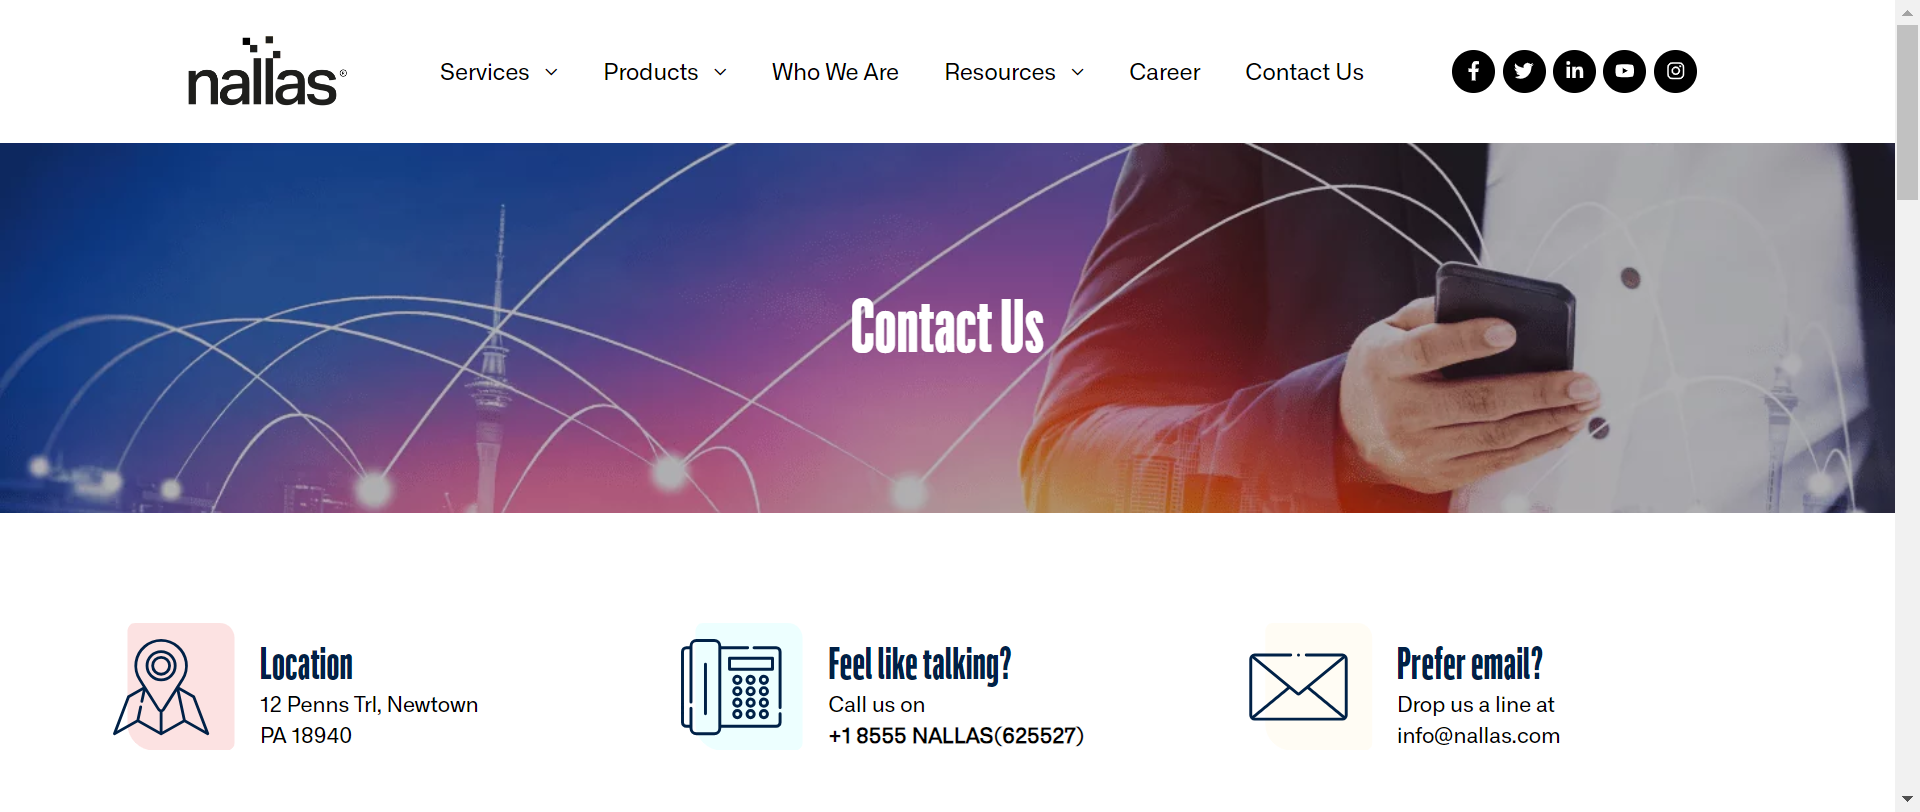 nallas®
Services
Products
Who We Are
Resources
Career
Contact Us
Contact Us
Location
12 Penns Trl, Newtown
PA 18940
Feel like talking?
Call us on
+1 8555 NALLAS(625527)
Prefer email?
Drop us a line at
info@nallas.com